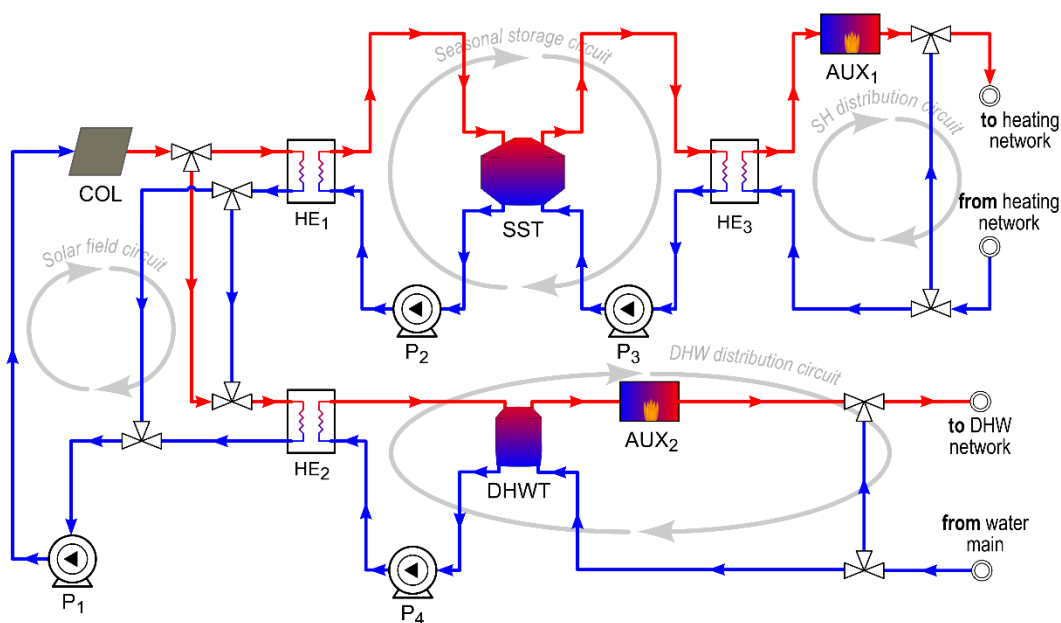 Seasonal storage circuit
AUX1
SH distribution circuit
to heating
network
COL
HE1
SST
HE3
from heating
network
Solar field circuit
P2
P3
DHW distribution circuit
AUX2
to DHW
network
HE2
DHWT
from water
main
P1
P4